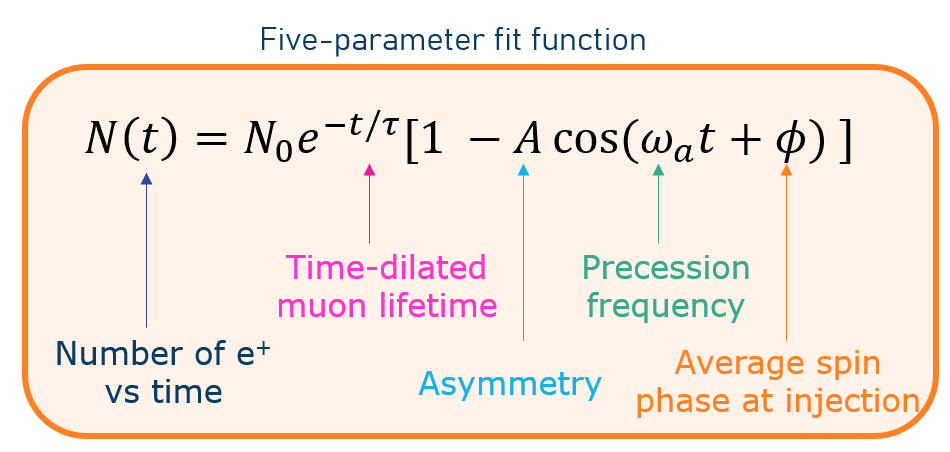 Five-parameter fit function
N(t) = N₀e^{-t/τ}[1 − A cos(ωₐt + ϕ) ]
Time-dilated
muon lifetime
Precession
frequency
Number of e⁺
vs time
Asymmetry
Average spin
phase at injection